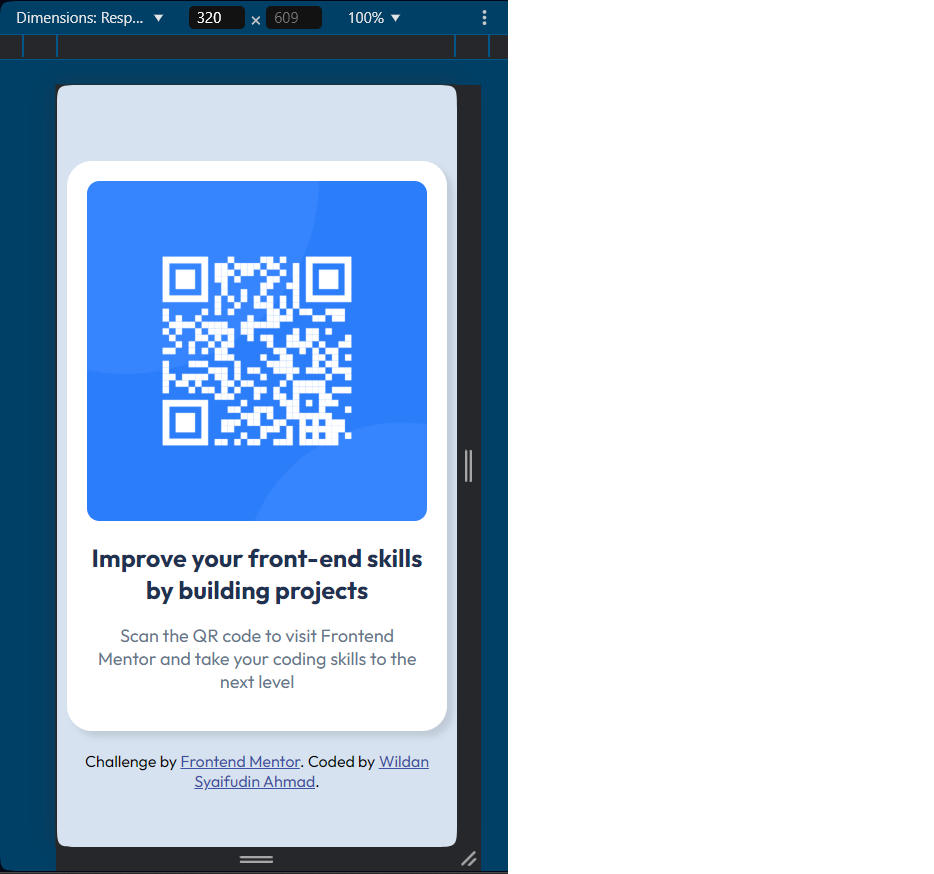 Dimensions: Resp... 320 × 609 100%
Improve your front-end skills
by building projects
Scan the QR code to visit Frontend
Mentor and take your coding skills to the
next level
Challenge by Frontend Mentor. Coded by Wildan
Syaifudin Ahmad.